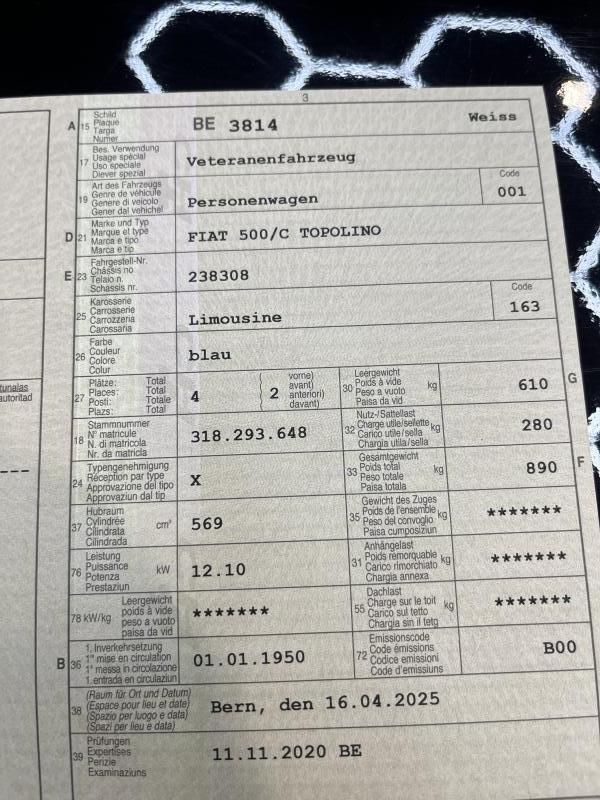 3
A 15 Schild
Plaque
Targa
Numer
BE 3814 Weiss
17 Bes. Verwendung
Usage spécial
Uso speciale
Diever spezial
Veteranenfahrzeug
19 Art des Fahrzeugs
Genre de véhicule
Genere di veicolo
Gener dal vehichel
Personenwagen
Code
001
D 21 Marke und Typ
Marque et type
Marca e tipo
Marca e tip
FIAT 500/C TOPOLINO
E 23 Fahrgestell-Nr.
Châssis no
Telaio n.
Schassis nr.
238308
25 Karosserie
Carrosserie
Carrozzeria
Carossaria
Limousine
Code
163
26 Farbe
Couleur
Colore
Colur
blau
27 Plätze: Total
Places: Total
Posti: Totale
Plazs: Total
4
2
vorne)
avant)
anteriori)
davant)
30 Leergewicht
Poids à vide kg
Peso a vuoto
Paisa da vid
610
G
18 Stammnummer
N° matricule
N. di matricola
Nr. da matricla
318.293.648
32 Nutz-/Sattellast
Charge utile/sellette kg
Carico utile/sella
Chargia utila/sella
280
24 Typengenehmigung
Réception par type
Approvazione del tipo
Approvaziun dal tip
X
33 Gesamtgewicht
Poids total kg
Peso totale
Paisa totala
890
F
37 Hubraum
Cylindrée cm³
Cilindrata
Cilindrada
569
35 Gewicht des Zuges
Poids de l'ensemble kg
Peso del convoglio
Paisa cumposiziun
*******
76 Leistung
Puissance kW
Potenza
Prestaziun
12.10
31 Anhängelast
Poids remorquable kg
Carico rimorchiato
Chargia annexa
*******
78 kW/kg Leergewicht
poids à vide
peso a vuoto
paisa da vid
*******
55 Dachlast
Charge sur le toit kg
Carico sul tetto
Chargia sin il tetg
*******
B 36 1. Inverkehrsetzung
1re mise en circulation
1a messa in circolazione
1. entrada en circulaziun
01.01.1950
72 Emissionscode
Code émissions
Codice emissioni
Code d'emissiuns
B00
38 (Raum für Ort und Datum)
(Espace pour lieu et date)
(Spazio per luogo e data)
(Spazi per lieu e data)
Bern, den 16.04.2025
39 Prüfungen
Expertises
Perizie
Examinaziuns
11.11.2020 BE
---